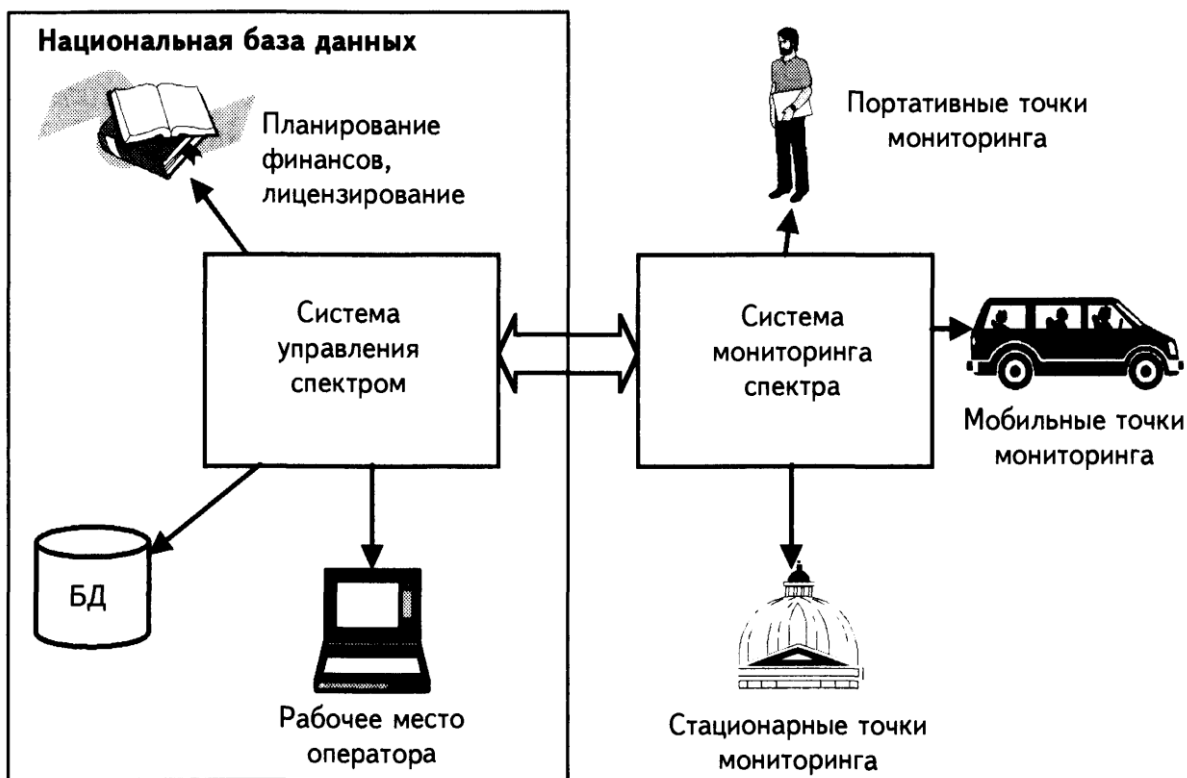 Национальная база данных
Планирование
финансов,
лицензирование
Система
управления
спектром
БД
Рабочее место
оператора
Портативные точки
мониторинга
Система
мониторинга
спектра
Мобильные точки
мониторинга
Стационарные точки
мониторинга